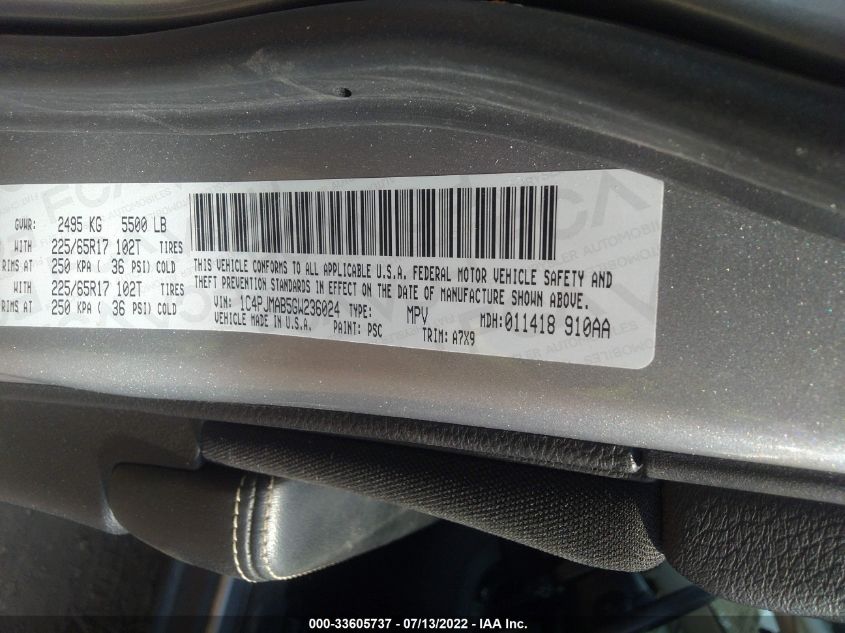 GVWR: 2495 KG 5500 LB
WITH 225/65R17 102T TIRES
RIMS AT 250 KPA ( 36 PSI) COLD
WITH 225/65R17 102T TIRES
RIMS AT 250 KPA ( 36 PSI) COLD
THIS VEHICLE CONFORMS TO ALL APPLICABLE U.S.A. FEDERAL MOTOR VEHICLE SAFETY AND
THEFT PREVENTION STANDARDS IN EFFECT ON THE DATE OF MANUFACTURE SHOWN ABOVE.
VIN: 1C4PJMAB5GW236024 TYPE: MPV MDH: 011418 910AA
VEHICLE MADE IN U.S.A. PAINT: PSC TRIM: A7X9
000-33605737 - 07/13/2022 - IAA Inc.